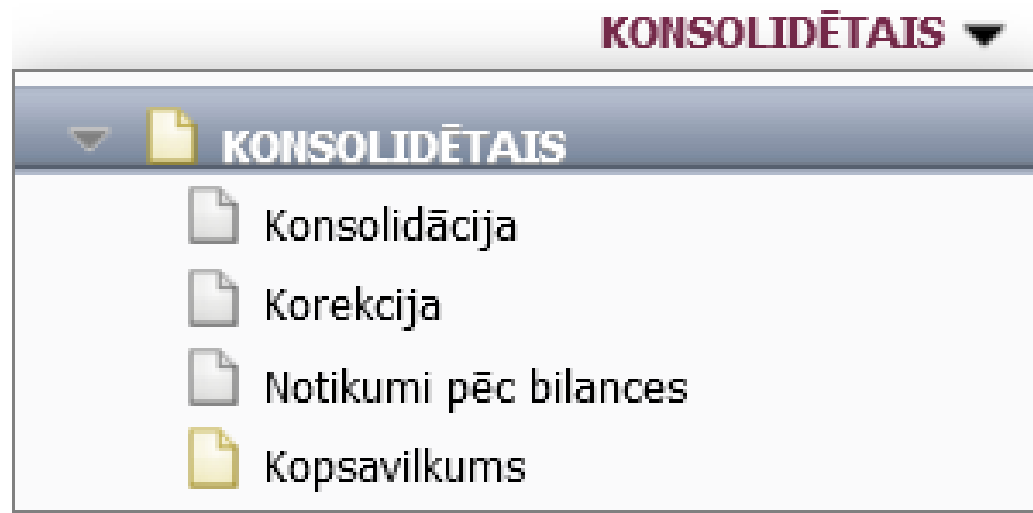 KONSOLIDĒTAIS
KONSOLIDĒTAIS
Konsolidācija
Korekcija
Notikumi pēc bilances
Kopsavilkums